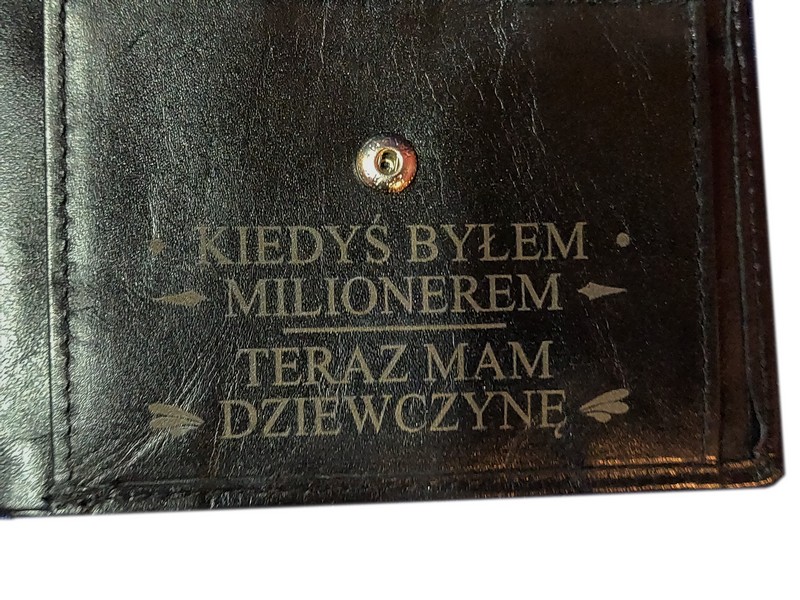 KIEDYŚ BYŁEM
MILIONEREM
TERAZ MAM
DZIEWCZYNĘ